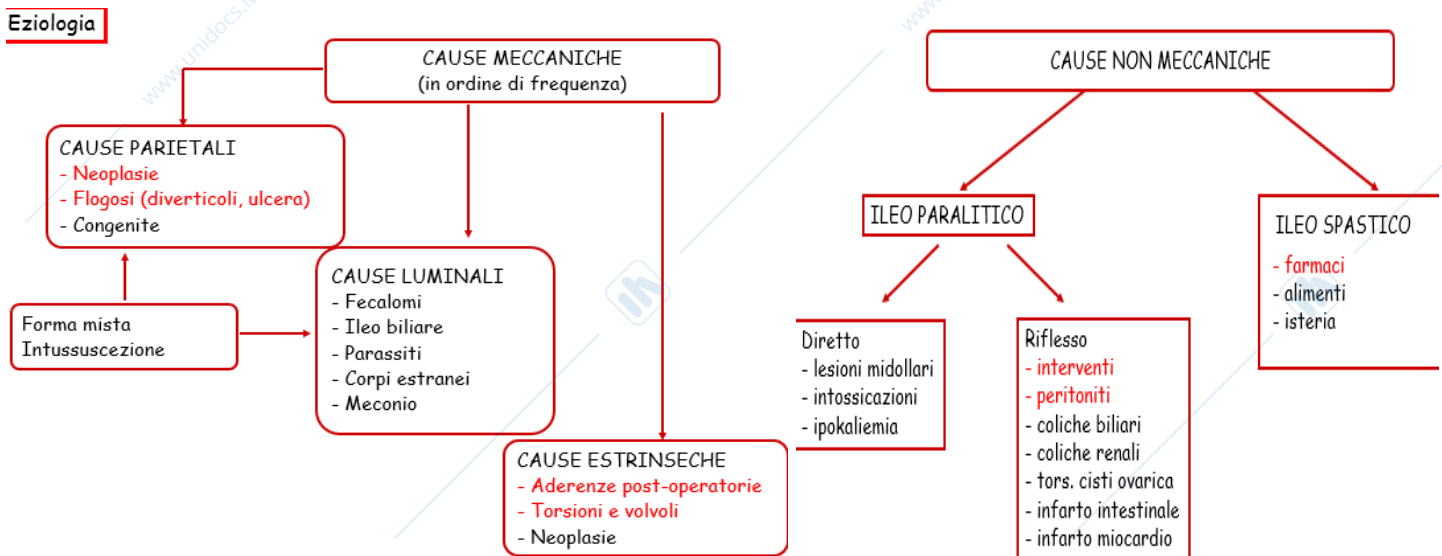 Eziologia
CAUSE MECCANICHE
(in ordine di frequenza)
CAUSE PARIETALI
- Neoplasie
- Flogosi (diverticoli, ulcera)
- Congenite
Forma mista
Intussuscezione
CAUSE LUMINALI
- Fecalomi
- Ileo biliare
- Parassiti
- Corpi estranei
- Meconio
CAUSE ESTRINSECHE
- Aderenze post-operatorie
- Torsioni e volvoli
- Neoplasie
CAUSE NON MECCANICHE
ILEO PARALITICO
ILEO SPASTICO
- farmaci
- alimenti
- isteria
Diretto
- lesioni midollari
- intossicazioni
- ipokaliemia
Riflesso
- interventi
- peritoniti
- coliche biliari
- coliche renali
- tors. cisti ovarica
- infarto intestinale
- infarto miocardio